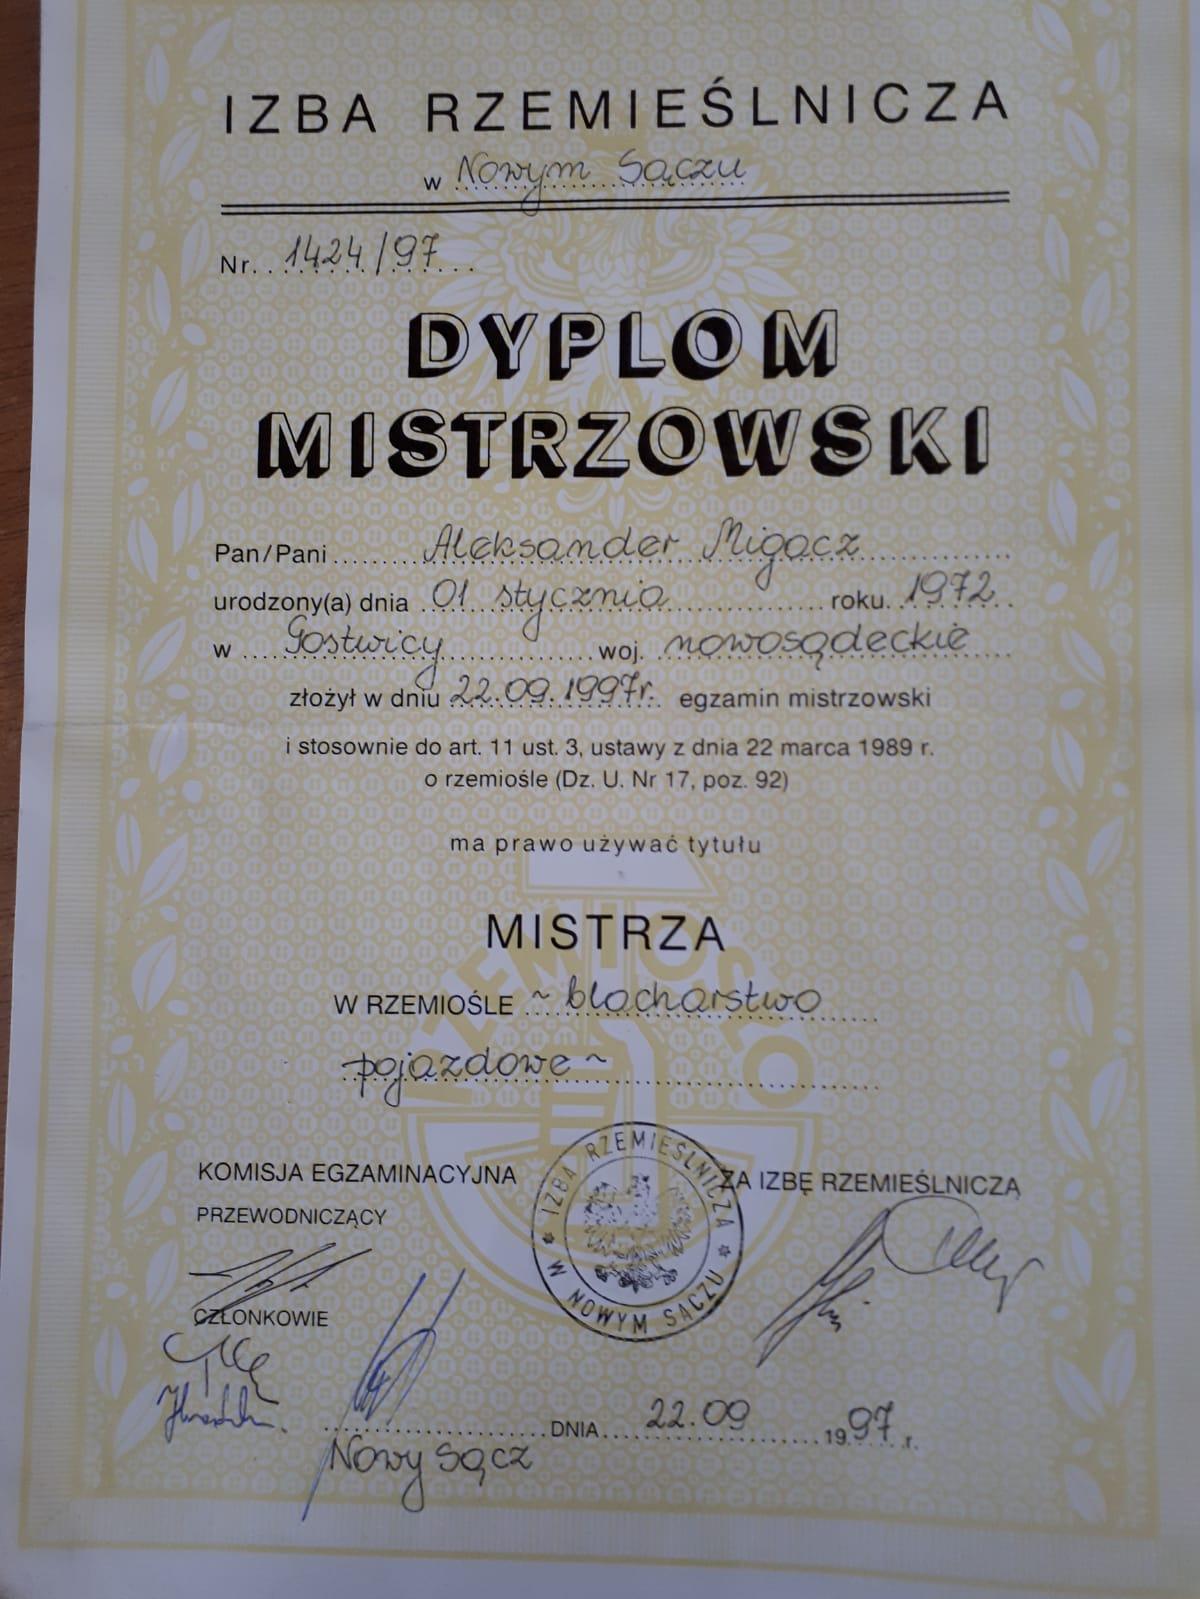 IZBA RZEMIEŚLNICZA
w Nowym Sączu
Nr. 1424/97
DYPLOM
MISTRZOWSKI
Pan/Pani Aleksander Migacz
urodzony(a) dnia 01 stycznia roku 1972
w Gostwicy woj. nowosądeckie
złożył w dniu 22.09.1997r. egzamin mistrzowski
i stosownie do art. 11 ust. 3, ustawy z dnia 22 marca 1989 r.
o rzemiośle (Dz. U. Nr 17, poz. 92)
ma prawo używać tytułu
MISTRZA
RZEMIOSŁO
W RZEMIOŚLE ~ blacharstwo
pojazdowe ~
KOMISJA EGZAMINACYJNA
ZA IZBĘ RZEMIEŚLNICZĄ
PRZEWODNICZĄCY
IZBA RZEMIEŚLNICZA * W NOWYM SĄCZU *
CZŁONKOWIE
DNIA 22.09 1997 r.
Nowy Sącz